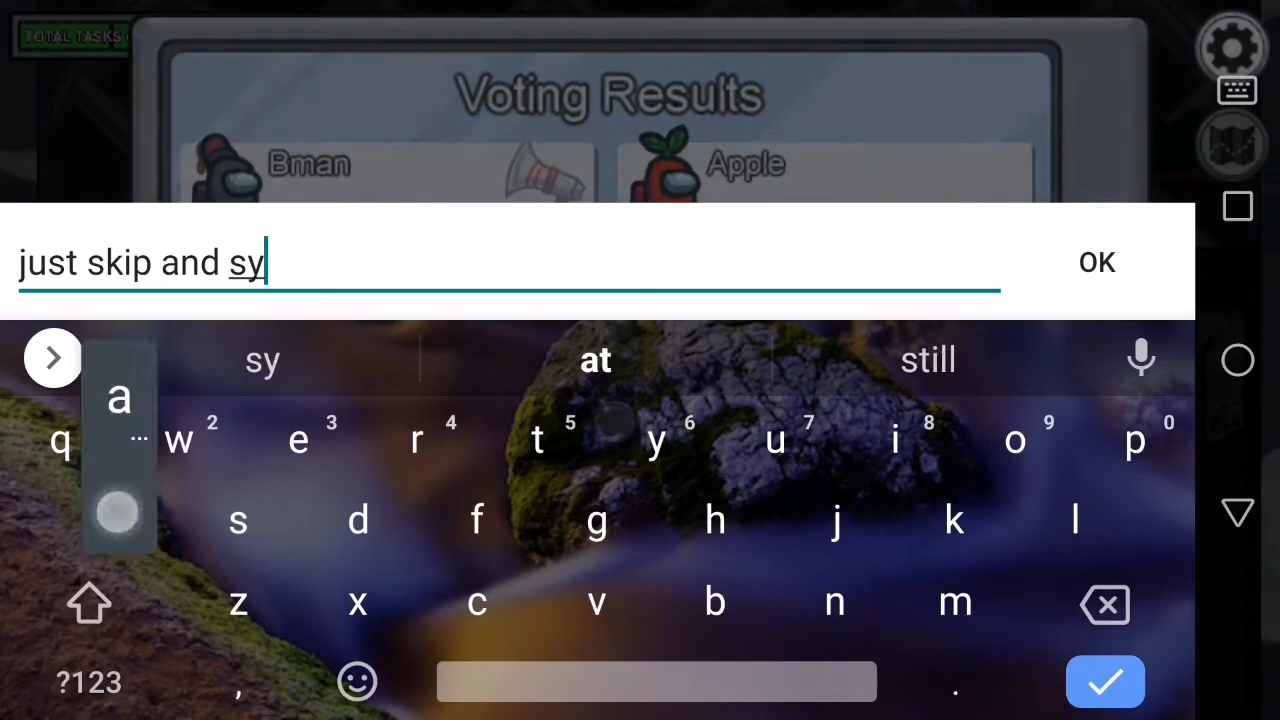 TOTAL TASKS
Voting Results
Bman
Apple
just skip and sy
OK
sy at still
a
q w 2 e 3 r 4 t 5 y 6 u 7 i 8 o 9 p 0
s d f g h j k l
z x c v b n m
?123 , .